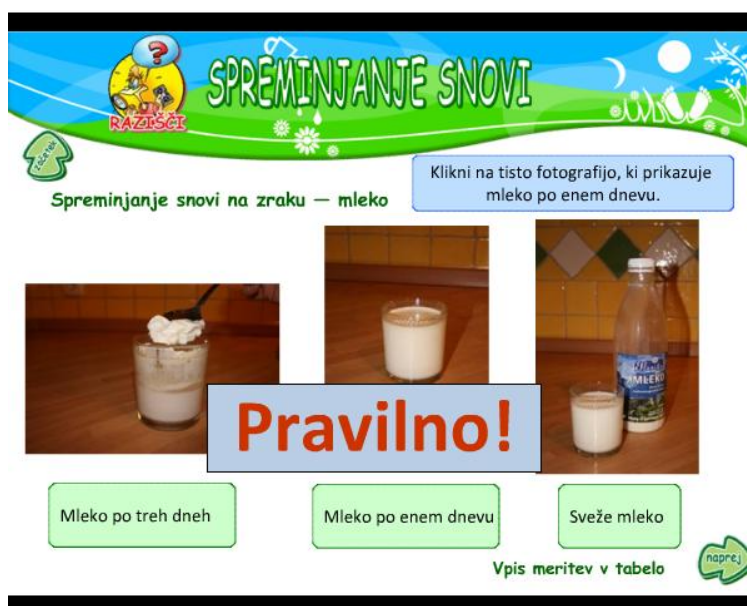 SPREMINJANJE SNOVI
RAZIŠČI
začetek
Klikni na tisto fotografijo, ki prikazuje
mleko po enem dnevu.
Spreminjanje snovi na zraku — mleko
MLEKO
Pravilno!
Mleko po treh dneh
Mleko po enem dnevu
Sveže mleko
naprej
Vpis meritev v tabelo